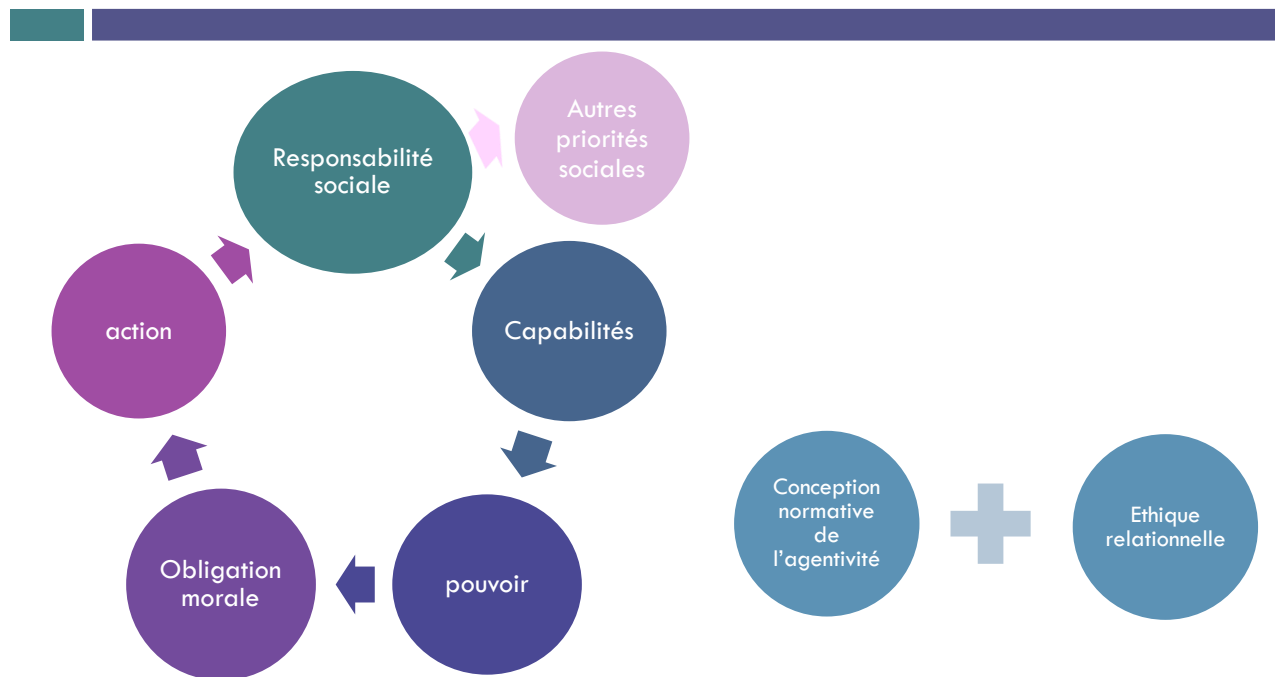 Autres
priorités
sociales
Responsabilité
sociale
action
Capabilités
Conception
normative
de
l'agentivité
Ethique
relationnelle
Obligation
morale
pouvoir